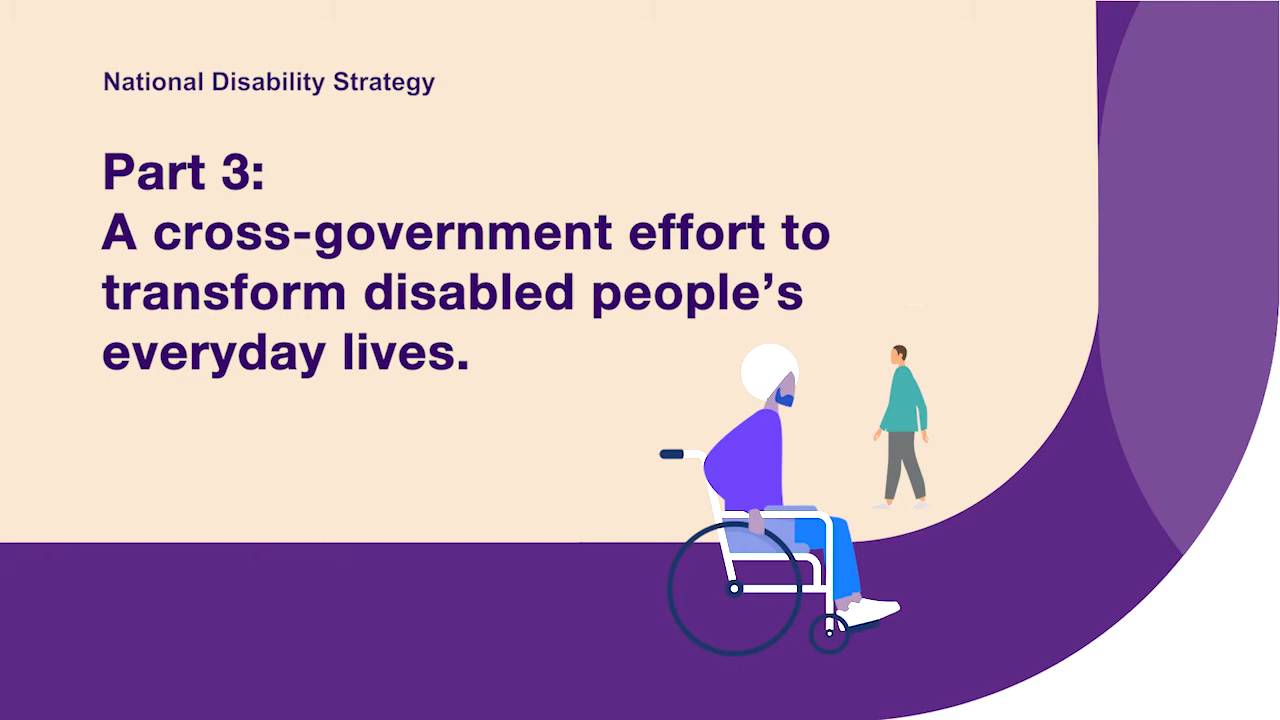 National Disability Strategy
Part 3:
A cross-government effort to
transform disabled people’s
everyday lives.